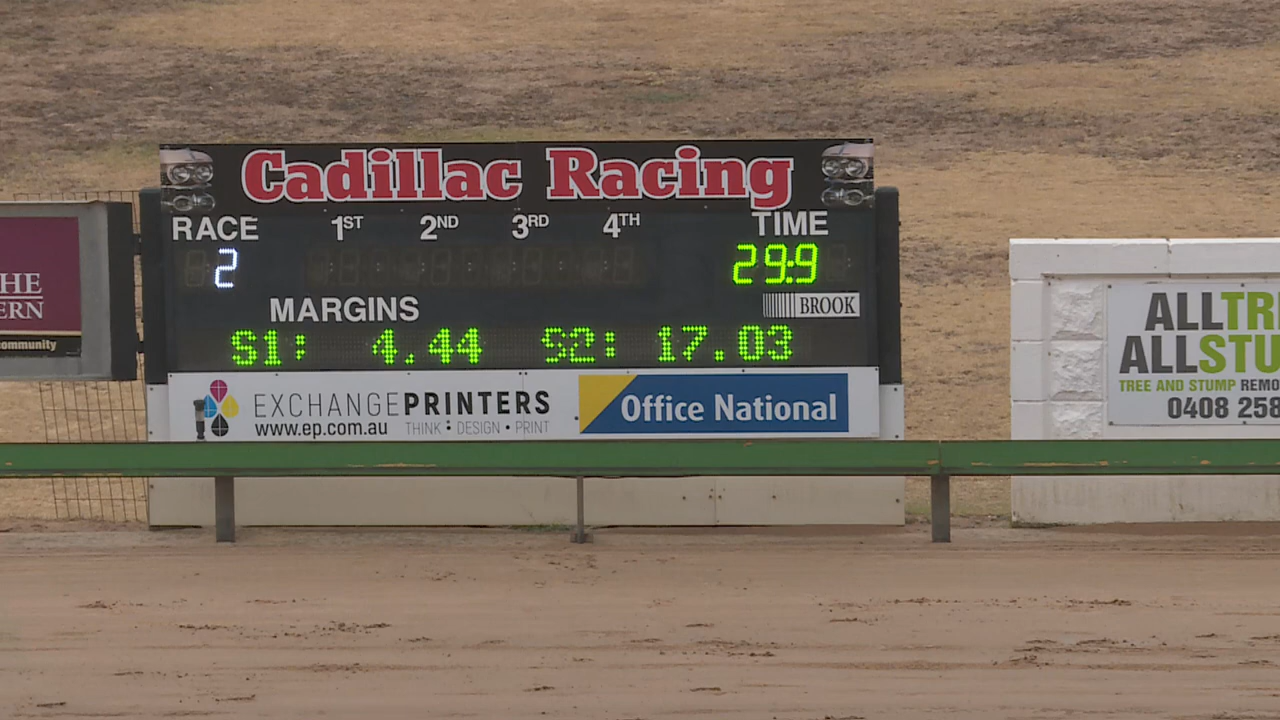 Cadillac Racing
RACE 1ST 2ND 3RD 4TH TIME
2 29:9
MARGINS BROOK
S1: 4.44 S2: 17.03
EXCHANGEPRINTERS
www.ep.com.au THINK : DESIGN • PRINT
Office National
HE
ERN
ommunity
ALLTR
ALLSTU
TREE AND STUMP REMO
0408 258